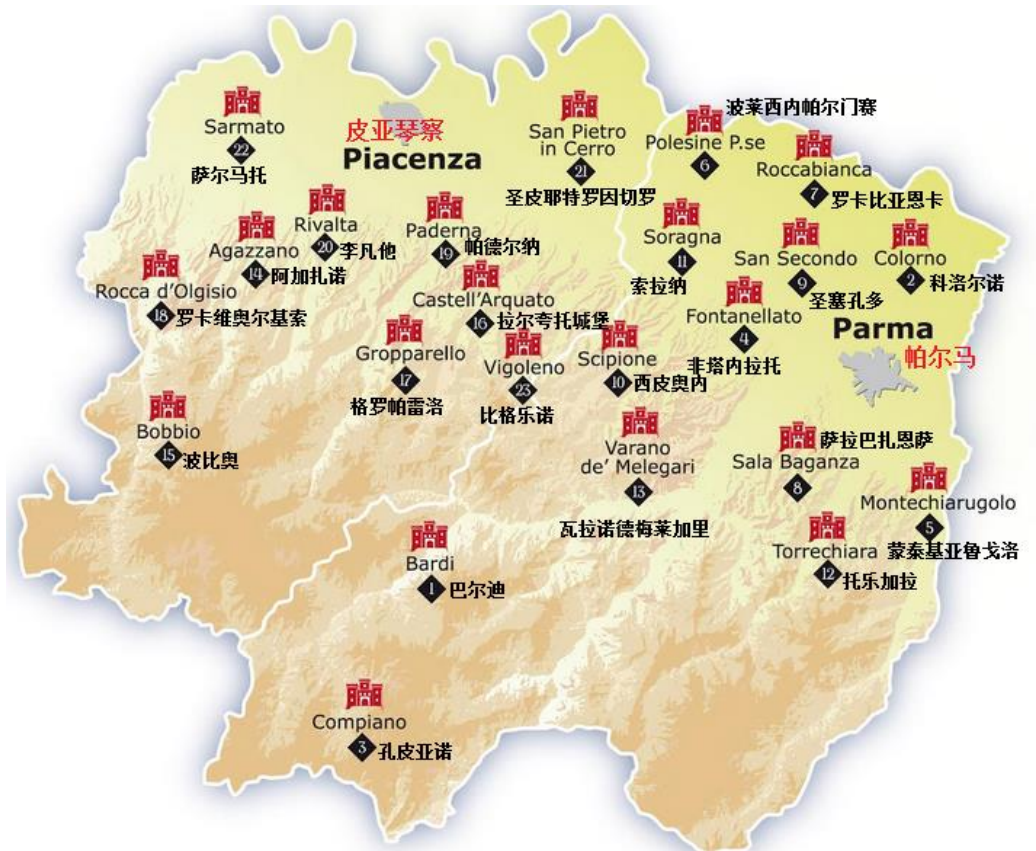 波莱西内帕尔门赛
Sarmato
22
萨尔马托
皮亚琴察
Piacenza
San Pietro
in Cerro
21
圣皮耶特罗因切罗
Polesine P.se
6
Roccabianca
7
罗卡比亚恩卡
Rivalta
20
李凡他
Paderna
19
帕德尔纳
Agazzano
14
阿加扎诺
Soragna
11
索拉纳
San Secondo
9
圣塞孔多
Colorno
2
科洛尔诺
Rocca d'Olgisio
18
罗卡维奥尔基索
Castell'Arquato
16
拉尔夸托城堡
Fontanellato
4
非塔内拉托
Parma
帕尔马
Gropparello
17
格罗帕雷洛
Vigoleno
23
比格乐诺
Scipione
10
西皮奥内
Bobbio
15
波比奥
Varano
de' Melegari
13
瓦拉诺德梅莱加里
萨拉巴扎恩萨
Sala Baganza
8
Montechiarugolo
5
蒙泰基亚鲁戈洛
Torrechiara
12
托乐加拉
Bardi
1
巴尔迪
Compiano
3
孔皮亚诺